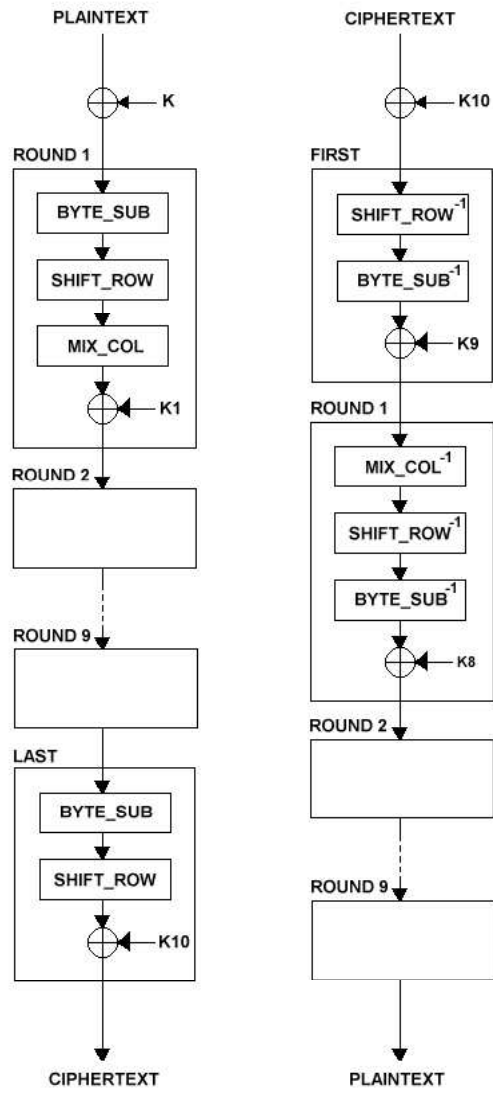 PLAINTEXT
K
ROUND 1
BYTE_SUB
SHIFT_ROW
MIX_COL
K1
ROUND 2
ROUND 9
LAST
BYTE_SUB
SHIFT_ROW
K10
CIPHERTEXT
CIPHERTEXT
K10
FIRST
SHIFT_ROW-1
BYTE_SUB-1
K9
ROUND 1
MIX_COL-1
SHIFT_ROW-1
BYTE_SUB-1
K8
ROUND 2
ROUND 9
PLAINTEXT